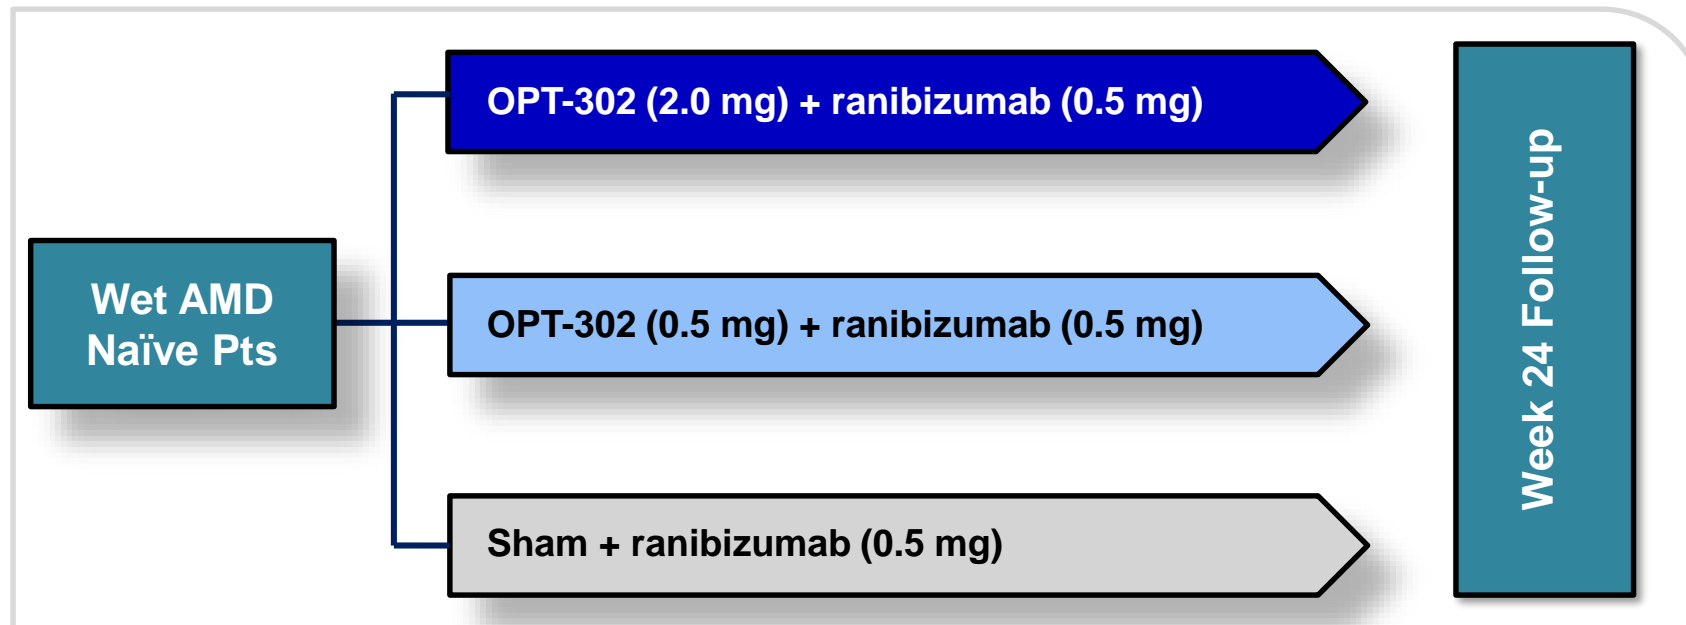 OPT-302 (2.0 mg) + ranibizumab (0.5 mg)
Wet AMD
Naïve Pts
OPT-302 (0.5 mg) + ranibizumab (0.5 mg)
Sham + ranibizumab (0.5 mg)
Week 24 Follow-up